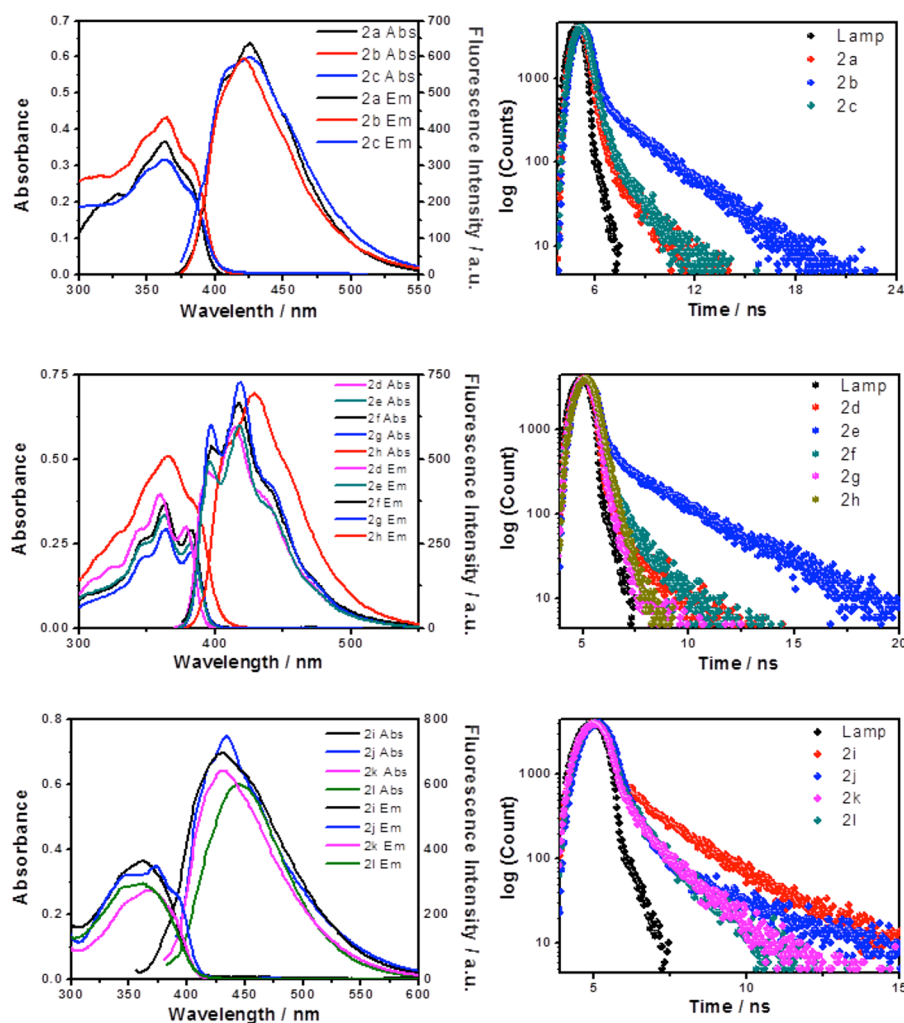 0.7
0.6
0.5
0.4
0.3
0.2
0.1
0.0
Absorbance
300 350 400 450 500 550
Wavelenth / nm
700
600
500
400
300
200
100
0
Fluorescence Intensity / a.u.
2a Abs
2b Abs
2c Abs
2a Em
2b Em
2c Em
1000
100
10
log (Counts)
6 12 18 24
Time / ns
Lamp
2a
2b
2c
0.75
0.50
0.25
0.00
Absorbance
300 400 500
Wavelength / nm
750
500
250
0
Fluorescence Intensity / a.u.
2d Abs
2e Abs
2f Abs
2g Abs
2h Abs
2d Em
2e Em
2f Em
2g Em
2h Em
1000
100
10
log (Count)
5 10 15 20
Time / ns
Lamp
2d
2e
2f
2g
2h
0.8
0.6
0.4
0.2
0.0
Absorbance
300 350 400 450 500 550 600
Wavelength / nm
800
700
600
500
400
300
200
100
0
Fluorescence Intensity / a.u.
2i Abs
2j Abs
2k Abs
2l Abs
2i Em
2j Em
2k Em
2l Em
1000
100
10
log (Count)
5 10 15
Time / ns
Lamp
2i
2j
2k
2l